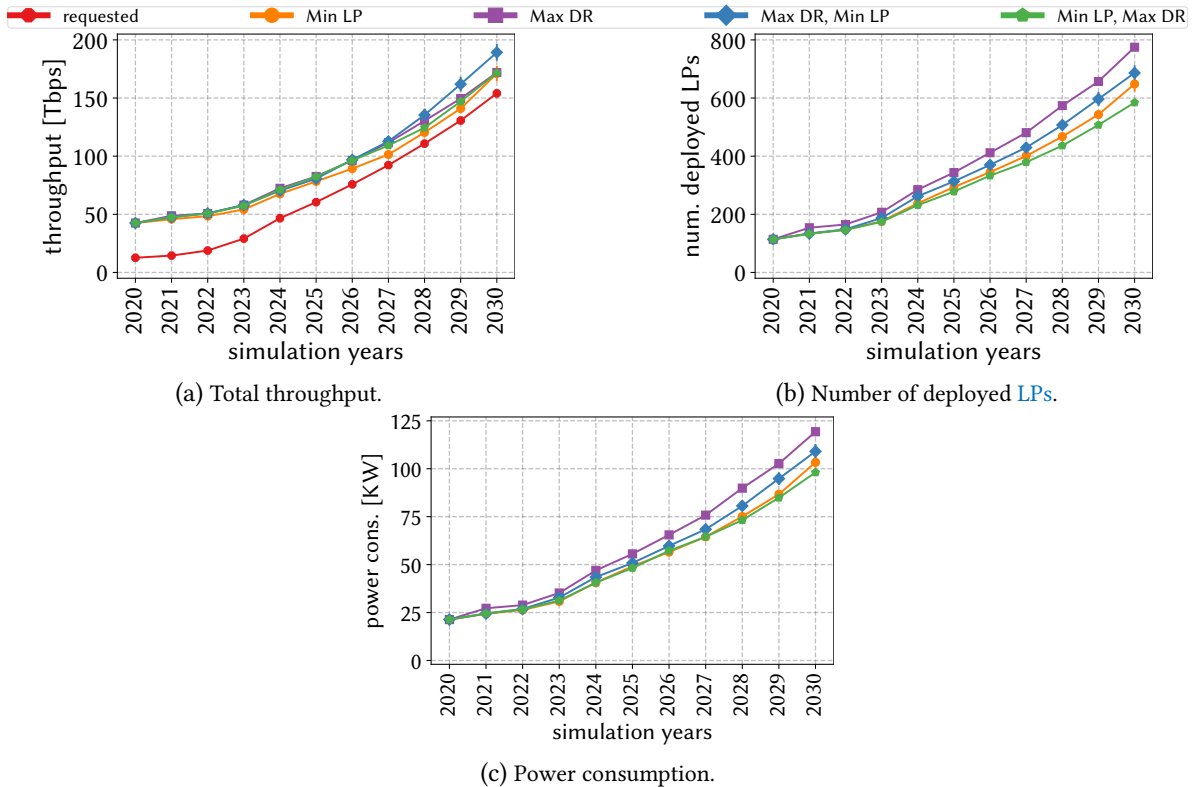 requested Min LP Max DR Max DR, Min LP Min LP, Max DR
throughput [Tbps]
200
150
100
50
0
2020 2021 2022 2023 2024 2025 2026 2027 2028 2029 2030
simulation years
(a) Total throughput.
num. deployed LPs
800
600
400
200
0
2020 2021 2022 2023 2024 2025 2026 2027 2028 2029 2030
simulation years
(b) Number of deployed LPs.
power cons. [KW]
125
100
75
50
25
0
2020 2021 2022 2023 2024 2025 2026 2027 2028 2029 2030
simulation years
(c) Power consumption.